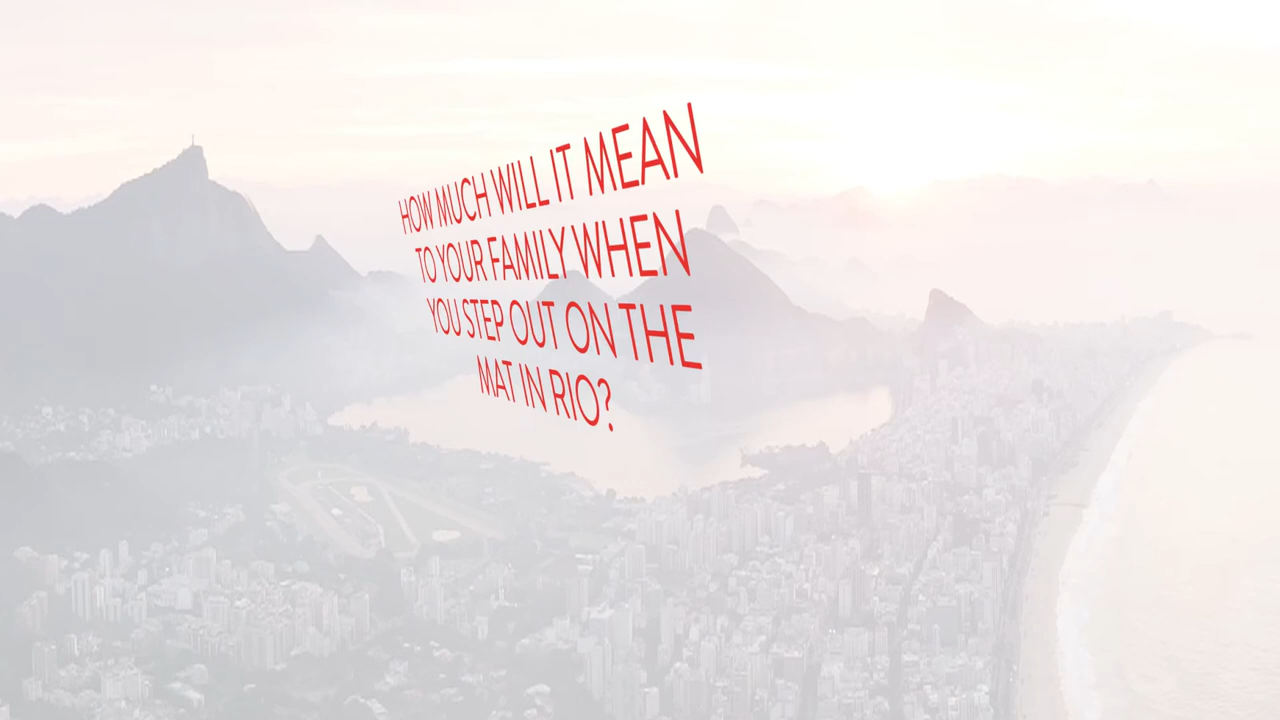 HOW MUCH WILL IT MEAN
TO YOUR FAMILY WHEN
YOU STEP OUT ON THE
MAT IN RIO?